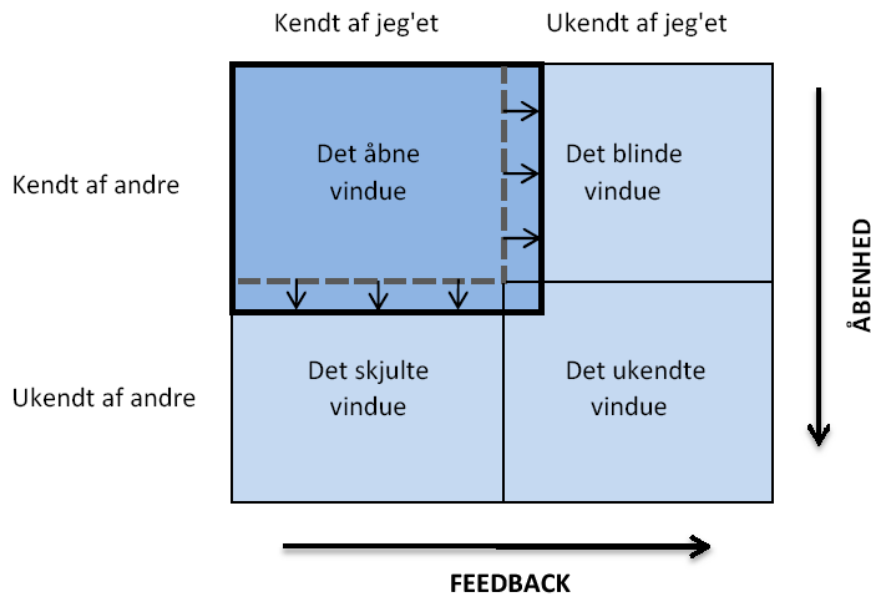 Kendt af jeg'et
Ukendt af jeg'et
Kendt af andre
Det åbne
vindue
Det blinde
vindue
ÅBENHED
Ukendt af andre
Det skjulte
vindue
Det ukendte
vindue
FEEDBACK